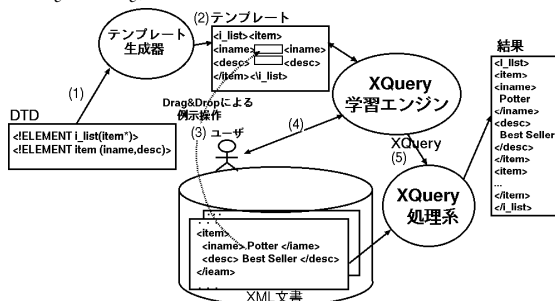 テンプレート
生成器
(2)
テンプレート
<i_list><item>
<iname> <iname>
<desc> <desc>
</item><\i_list>
(1)
DTD
<!ELEMENT i_list(item*)>
<!ELEMENT item (iname,desc)>
Drag&Dropによる
例示操作
(3) ユーザ
(4)
XQuery
学習エンジン
XQuery
(5)
XQuery
処理系
結果
<i_list>
<item>
<iname>
Potter
</iname>
<desc>
Best Seller
</desc>
</item>
<item>
...
</item>
</i_list>
. . .
. . .
<item>
<iname> Potter </iame>
<desc> Best Seller </desc>
</ieam>
. . .
XML文書